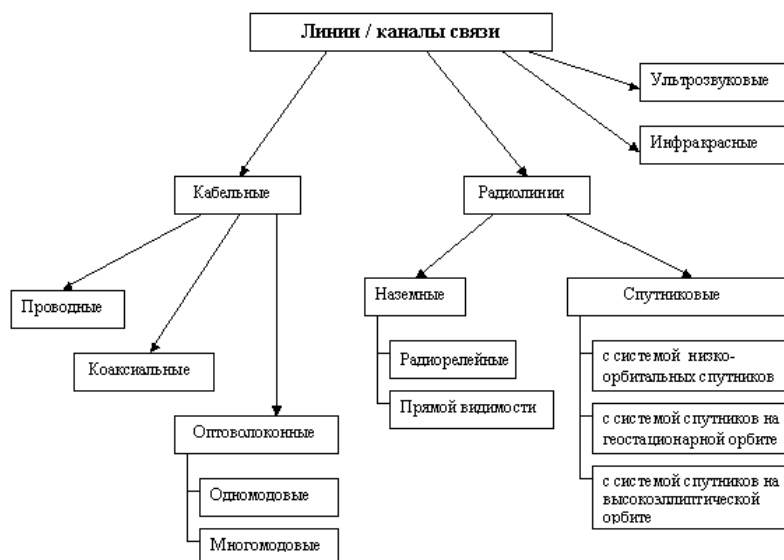 Линии / каналы связи
Ультрозвуковые
Инфракрасные
Кабельные
Радиолинии
Проводные
Наземные
Спутниковые
Коаксиальные
Радиорелейные
с системой низко-
орбитальных спутников
Прямой видимости
с системой спутников на
геостационарной орбите
Оптоволоконные
с системой спутников на
высокоэллиптической
орбите
Одномодовые
Многомодовые